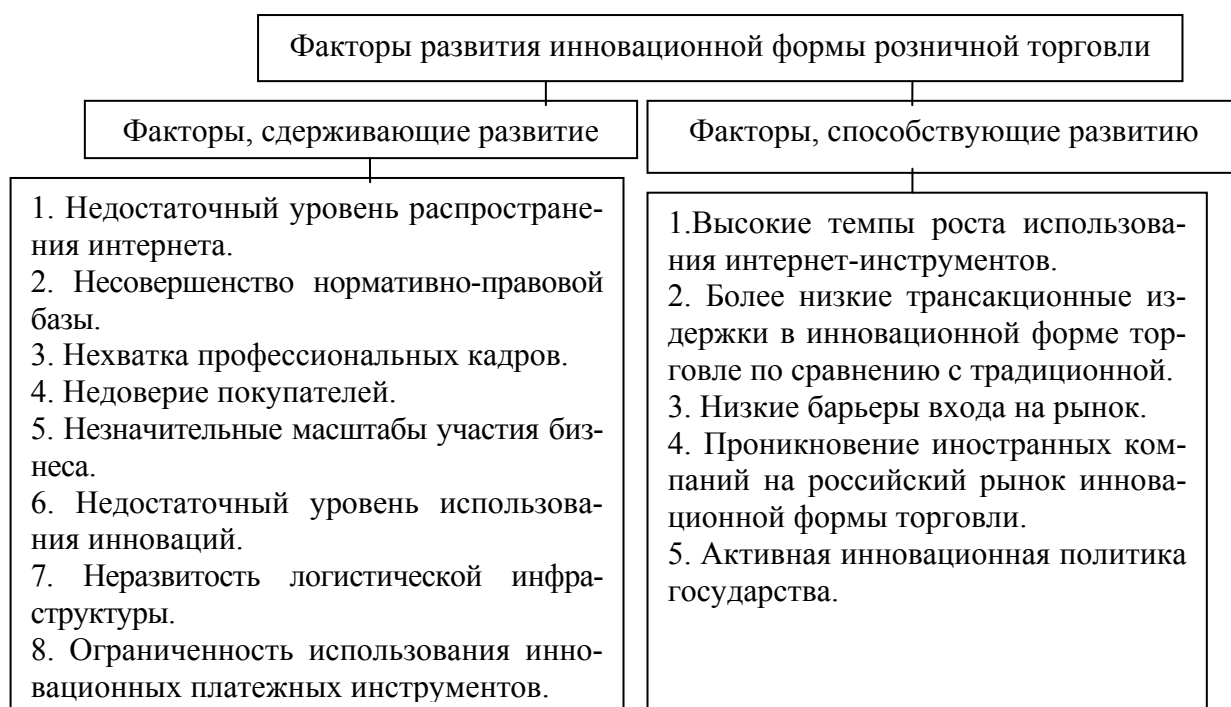 Факторы развития инновационной формы розничной торговли
Факторы, сдерживающие развитие
1. Недостаточный уровень распростране-
ния интернета.
2. Несовершенство нормативно-правовой
базы.
3. Нехватка профессиональных кадров.
4. Недоверие покупателей.
5. Незначительные масштабы участия биз-
неса.
6. Недостаточный уровень использова-
ния инноваций.
7. Неразвитость логистической инфра-
структуры.
8. Ограниченность использования инно-
вационных платежных инструментов.
Факторы, способствующие развитию
1.Высокие темпы роста использова-
ния интернет-инструментов.
2. Более низкие трансакционные из-
держки в инновационной форме тор-
говле по сравнению с традиционной.
3. Низкие барьеры входа на рынок.
4. Проникновение иностранных ком-
паний на российский рынок иннова-
ционной формы торговли.
5. Активная инновационная политика
государства.